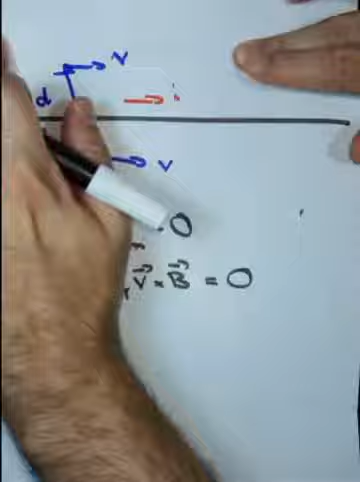 v
d i
v
. 0
v × B = 0